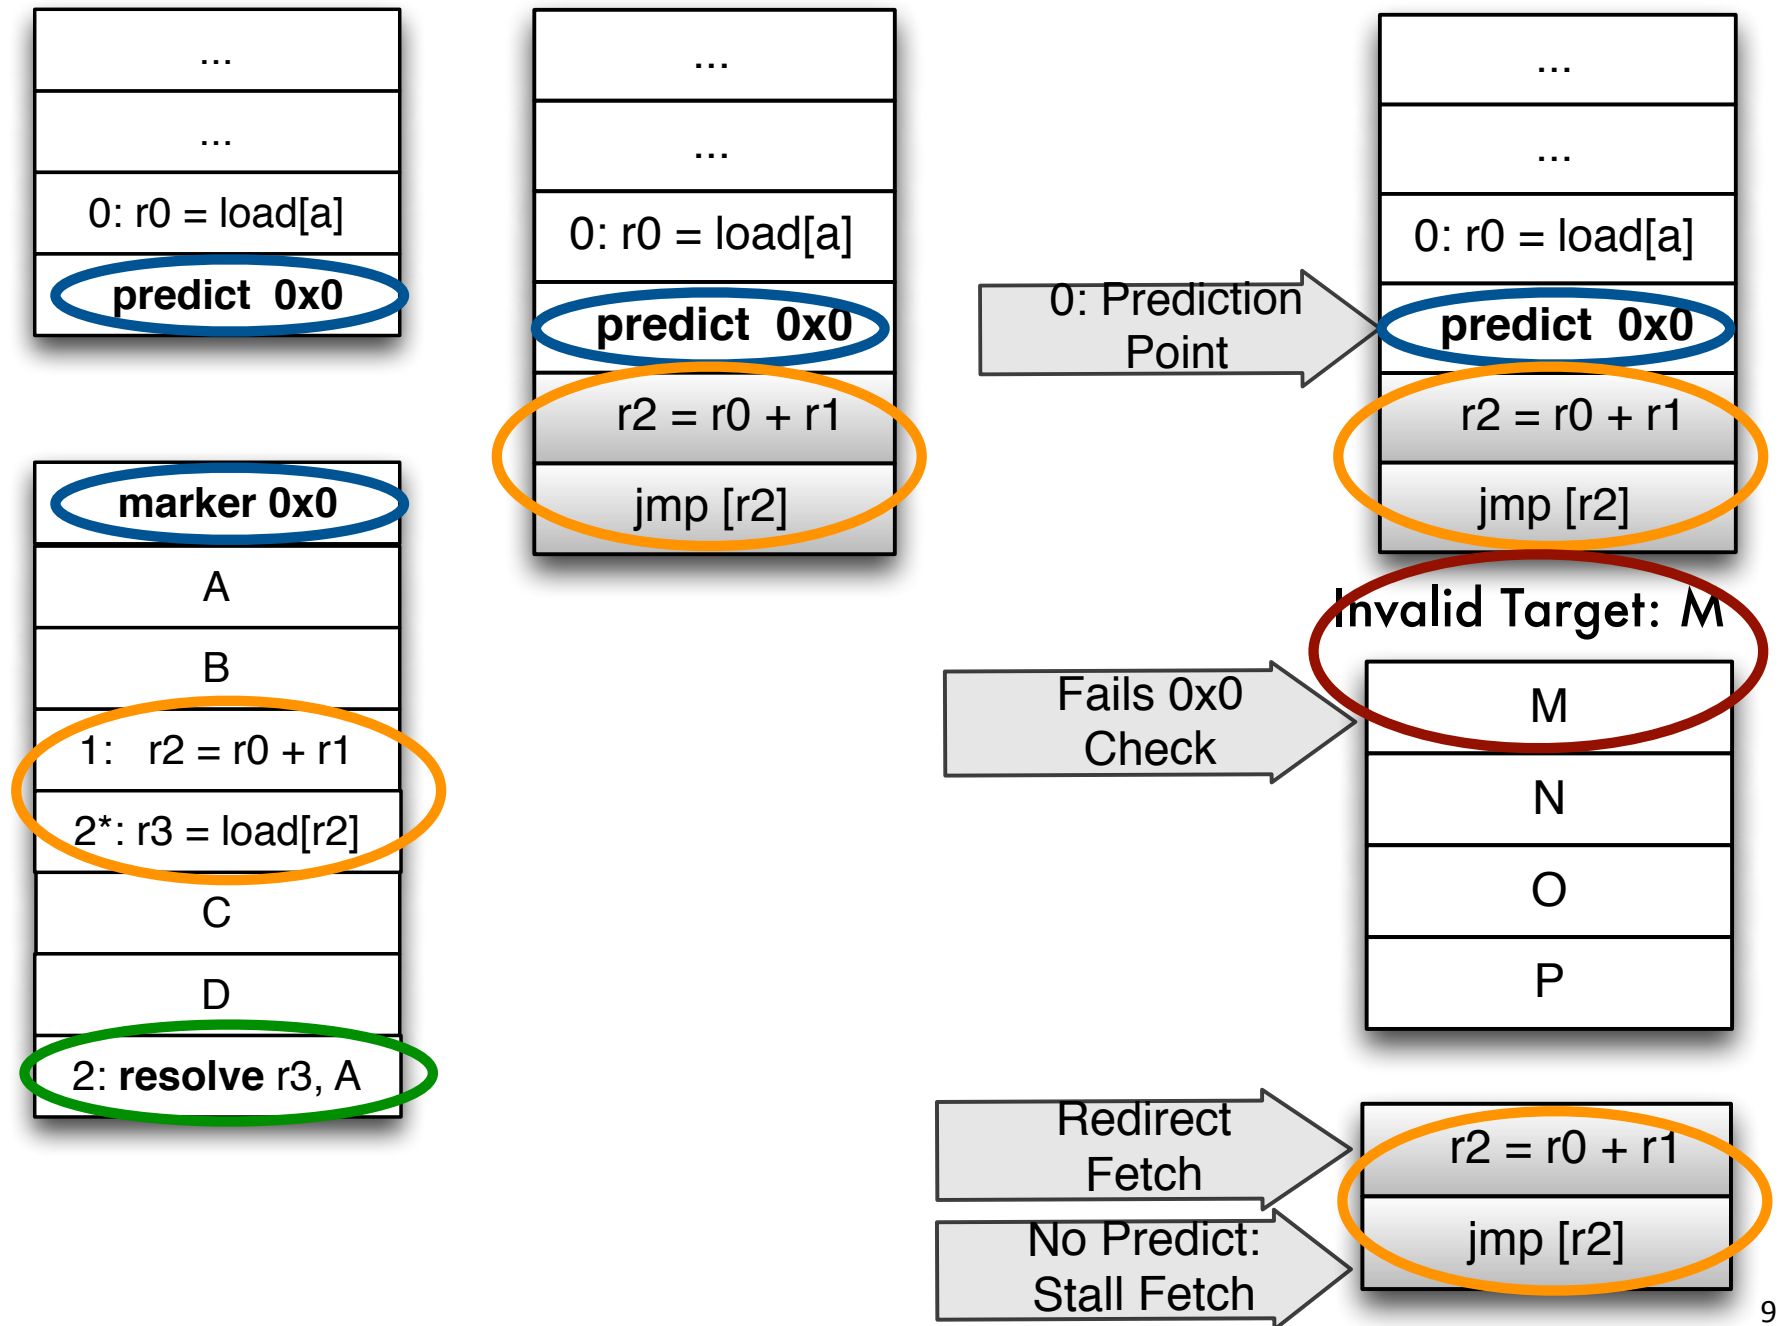 ...
...
0: r0 = load[a]
predict 0x0
marker 0x0
A
B
1: r2 = r0 + r1
2*: r3 = load[r2]
C
D
2: resolve r3, A
...
...
0: r0 = load[a]
predict 0x0
r2 = r0 + r1
jmp [r2]
0: Prediction
Point
...
...
0: r0 = load[a]
predict 0x0
r2 = r0 + r1
jmp [r2]
Invalid Target: M
Fails 0x0
Check
M
N
O
P
Redirect
Fetch
No Predict:
Stall Fetch
r2 = r0 + r1
jmp [r2]
9